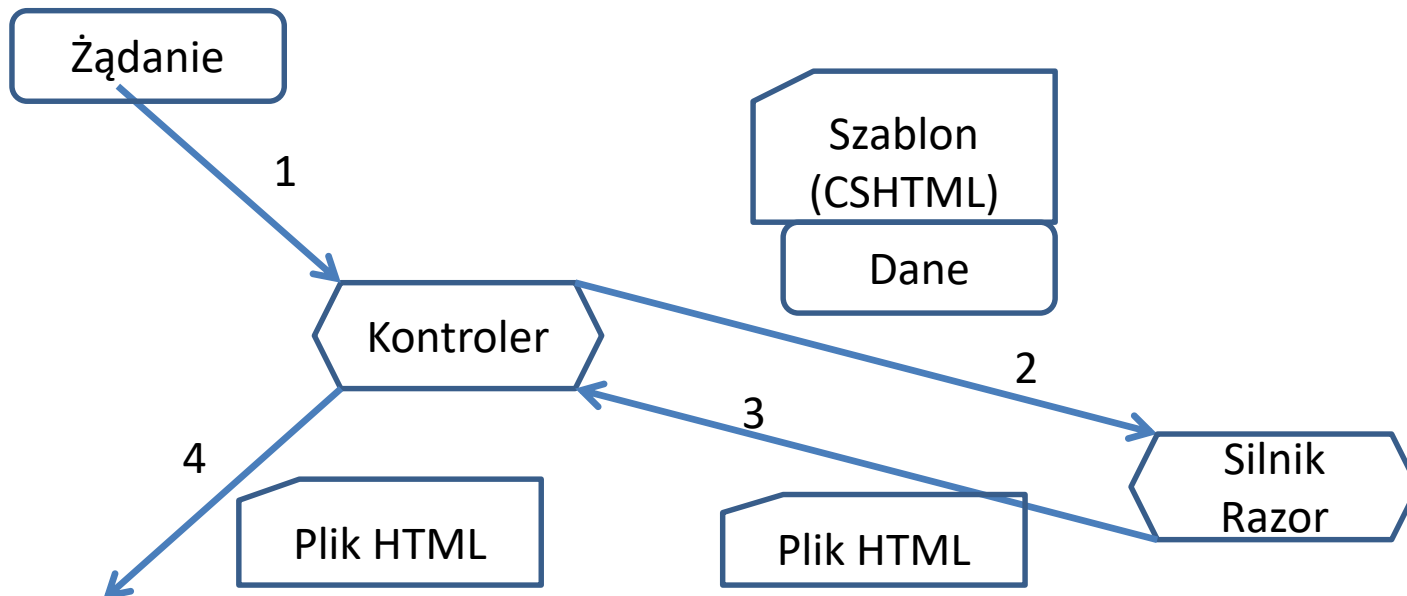 Żądanie
1
Szablon
(CSHTML)
Dane
Kontroler
2
3
4
Silnik
Razor
Plik HTML
Plik HTML